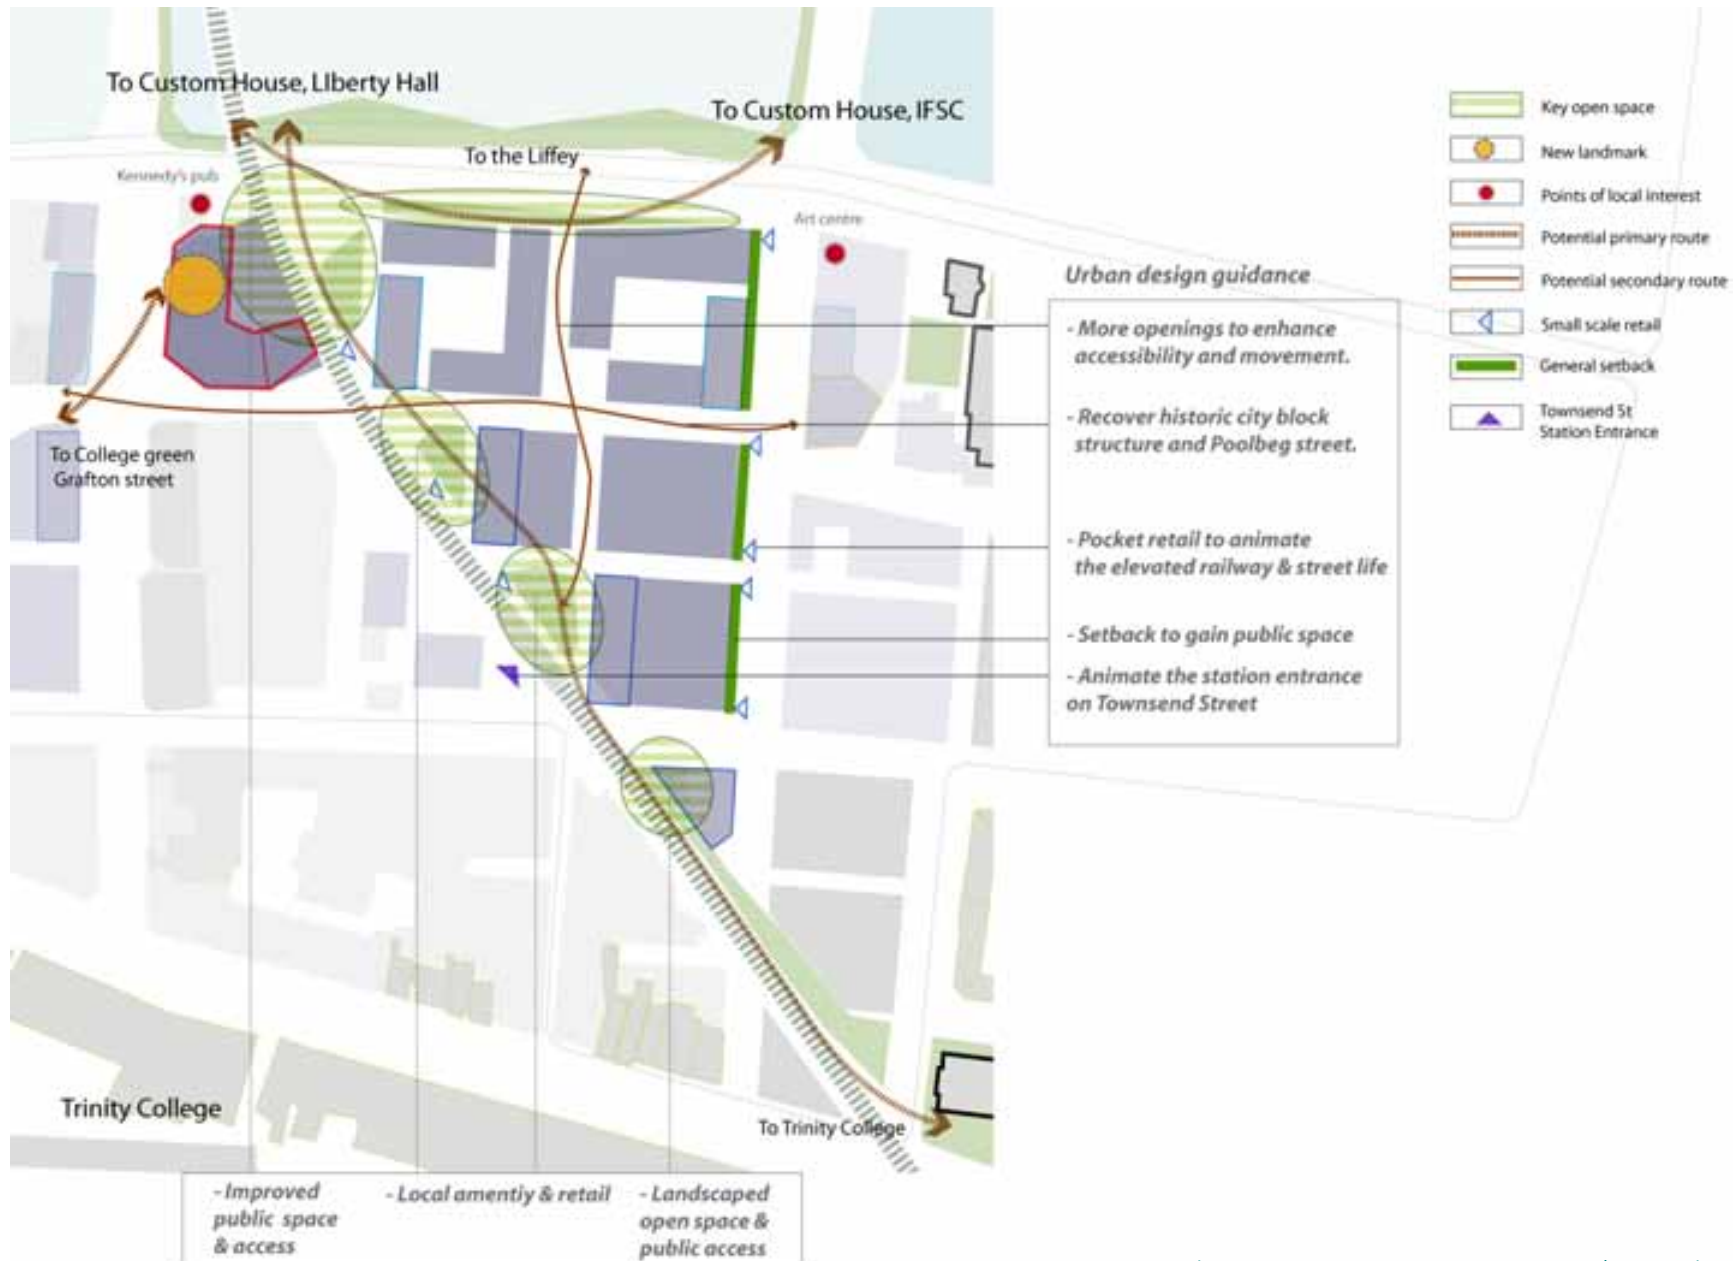 To Custom House, LIberty Hall
To Custom House, IFSC
To the Liffey
Kennedy's pub
Art centre
To College green
Grafton street
Trinity College
To Trinity College
Key open space
New landmark
Points of local interest
Potential primary route
Potential secondary route
Small scale retail
General setback
Townsend St
Station Entrance
Urban design guidance
- More openings to enhance
accessibility and movement.
- Recover historic city block
structure and Poolbeg street.
- Pocket retail to animate
the elevated railway & street life
- Setback to gain public space
- Animate the station entrance
on Townsend Street
- Improved
public space
& access
- Local amentiy & retail
- Landscaped
open space &
public access